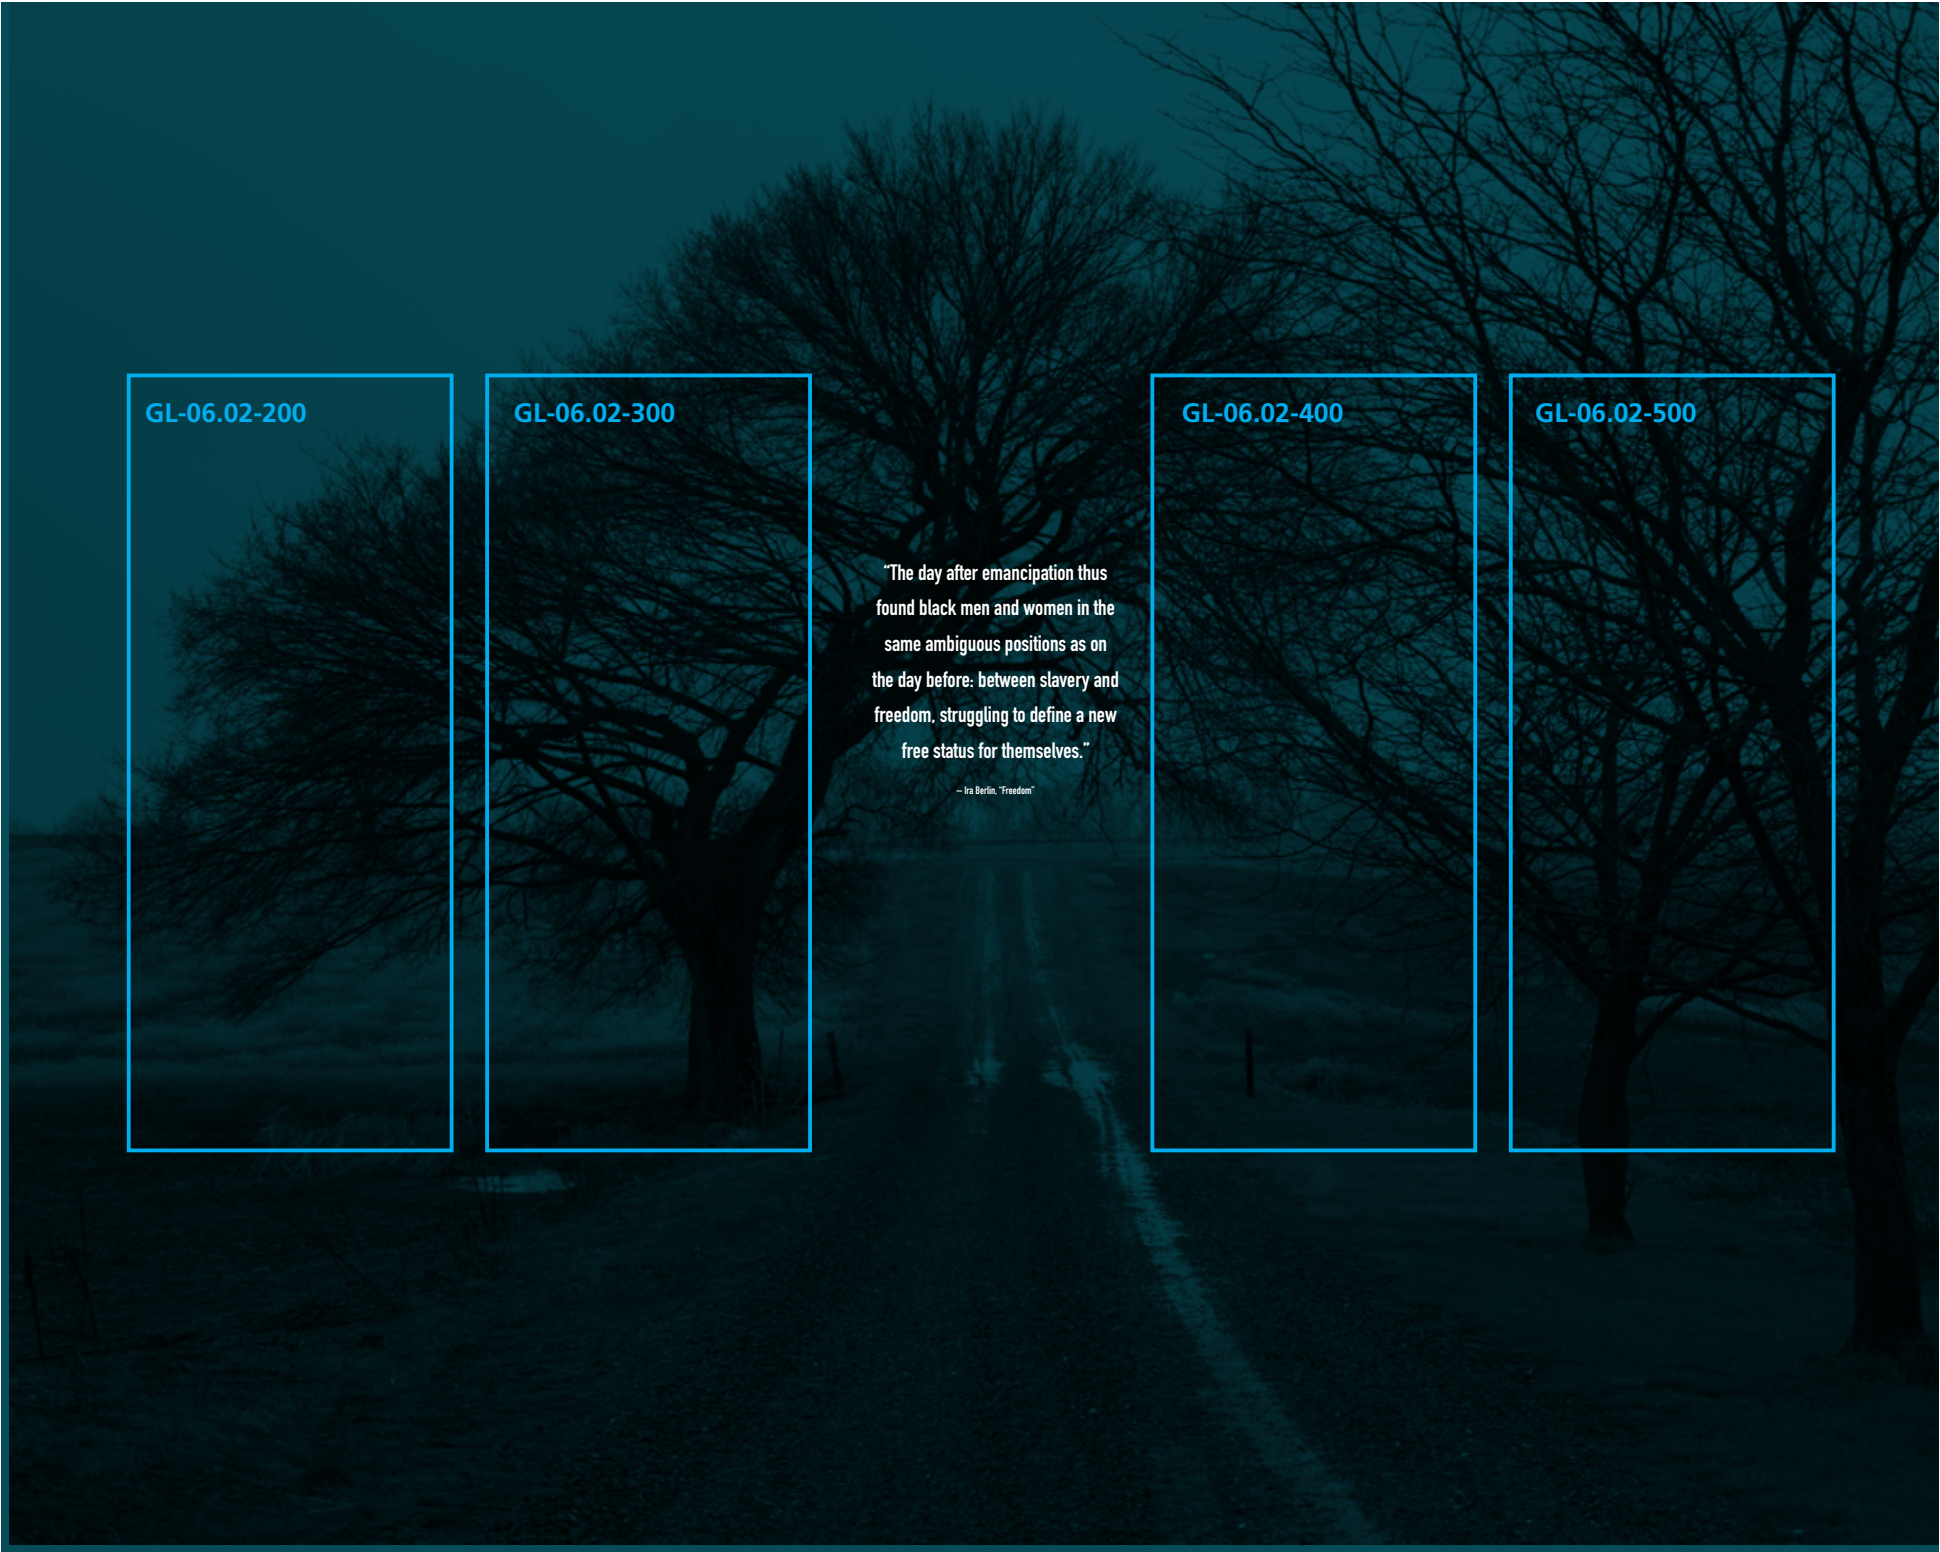 GL-06.02-200
GL-06.02-300
GL-06.02-400
GL-06.02-500
“The day after emancipation thus
found black men and women in the
same ambiguous positions as on
the day before: between slavery and
freedom, struggling to define a new
free status for themselves.”
– Ira Berlin, “Freedom”